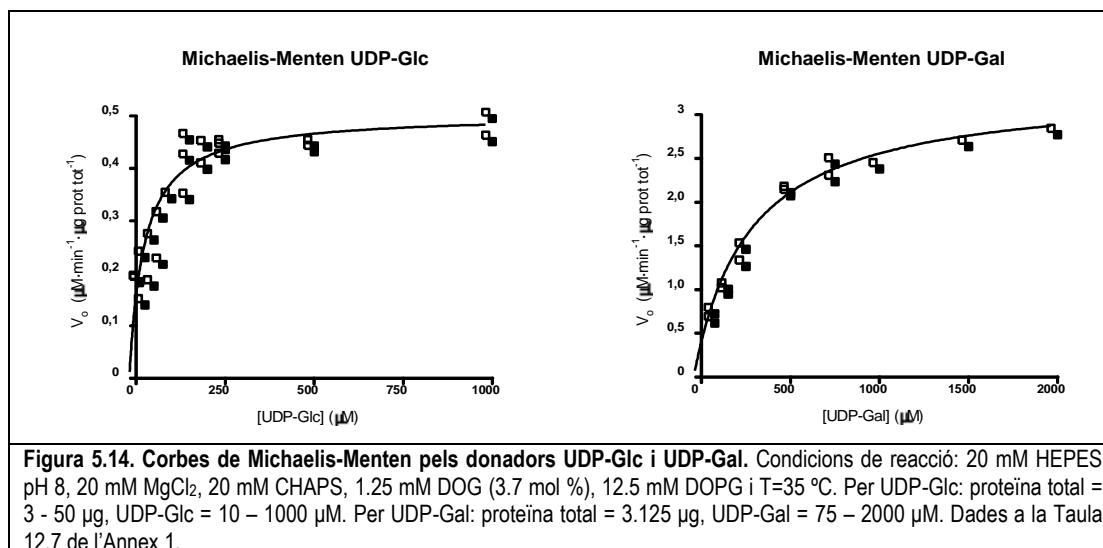 Michaelis-Menten UDP-Glc
0,5
0,4
0,3
0,2
0,1
0
V₀ (µM·min⁻¹·µg prot tot⁻¹)
0 250 500 750 1000
[UDP-Glc] (µM)
Michaelis-Menten UDP-Gal
3
2,5
2,0
1,5
1,0
0,5
0
V₀ (µM·min⁻¹·µg prot tot⁻¹)
0 500 1000 1500 2000
[UDP-Gal] (µM)
Figura 5.14. Corbes de Michaelis-Menten pels donadors UDP-Glc i UDP-Gal. Condicions de reacció: 20 mM HEPES
pH 8, 20 mM MgCl₂, 20 mM CHAPS, 1.25 mM DOG (3.7 mol %), 12.5 mM DOPG i T=35 ºC. Per UDP-Glc: proteïna total =
3 - 50 µg, UDP-Glc = 10 – 1000 µM. Per UDP-Gal: proteïna total = 3.125 µg, UDP-Gal = 75 – 2000 µM. Dades a la Taula
12.7 de l’Annex 1.